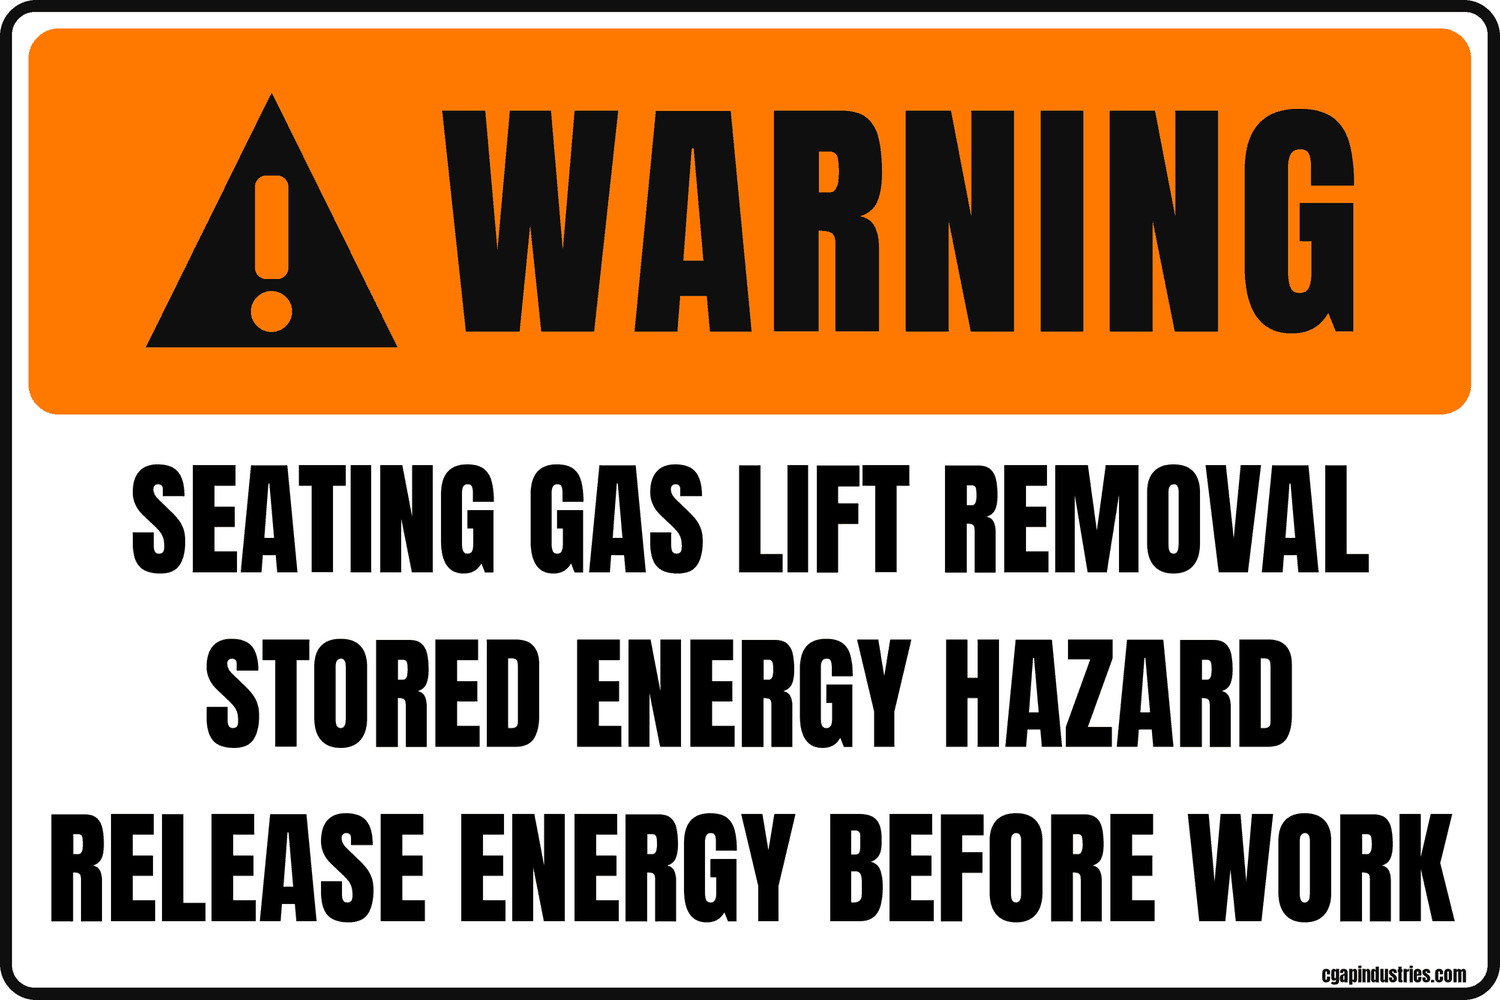 WARNING
SEATING GAS LIFT REMOVAL
STORED ENERGY HAZARD
RELEASE ENERGY BEFORE WORK
cgapindustries.com